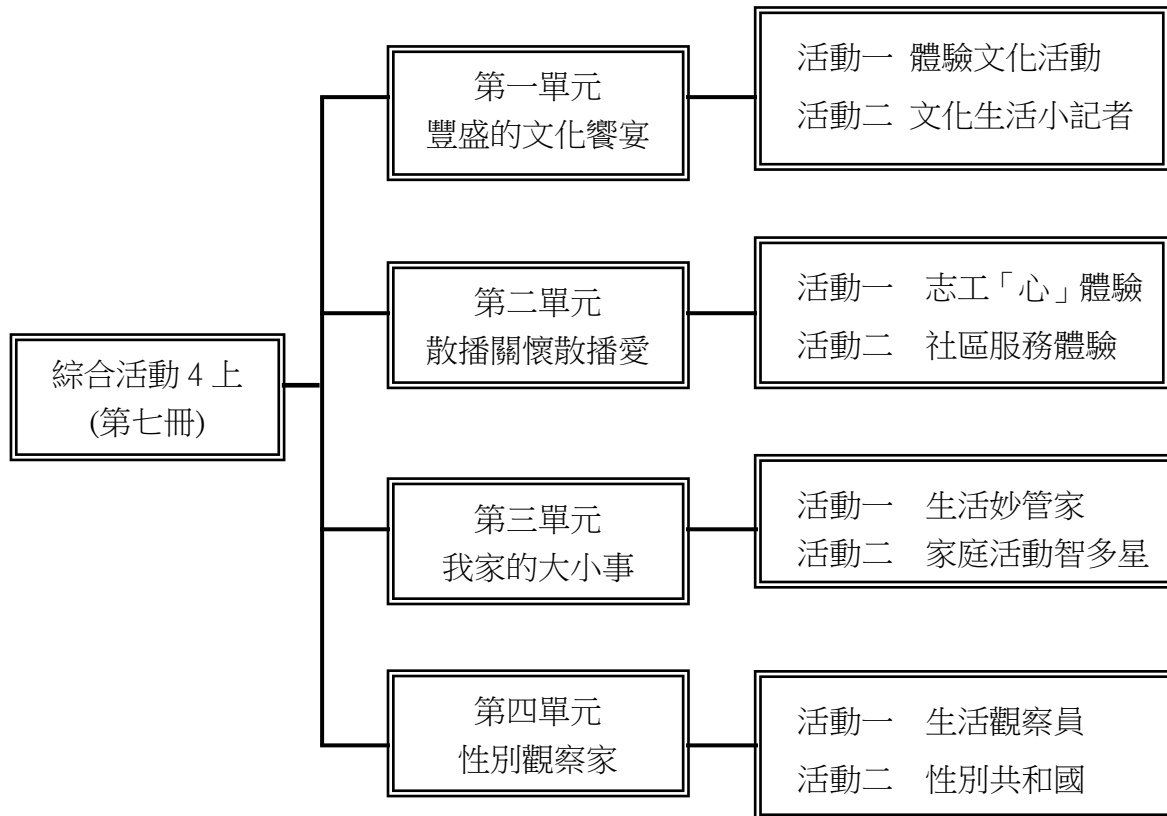 綜合活動 4 上
(第七冊)
第一單元
豐盛的文化饗宴
活動一 體驗文化活動
活動二 文化生活小記者
第二單元
散播關懷散播愛
活動一 志工「心」體驗
活動二 社區服務體驗
第三單元
我家的大小事
活動一 生活妙管家
活動二 家庭活動智多星
第四單元
性別觀察家
活動一 生活觀察員
活動二 性別共和國